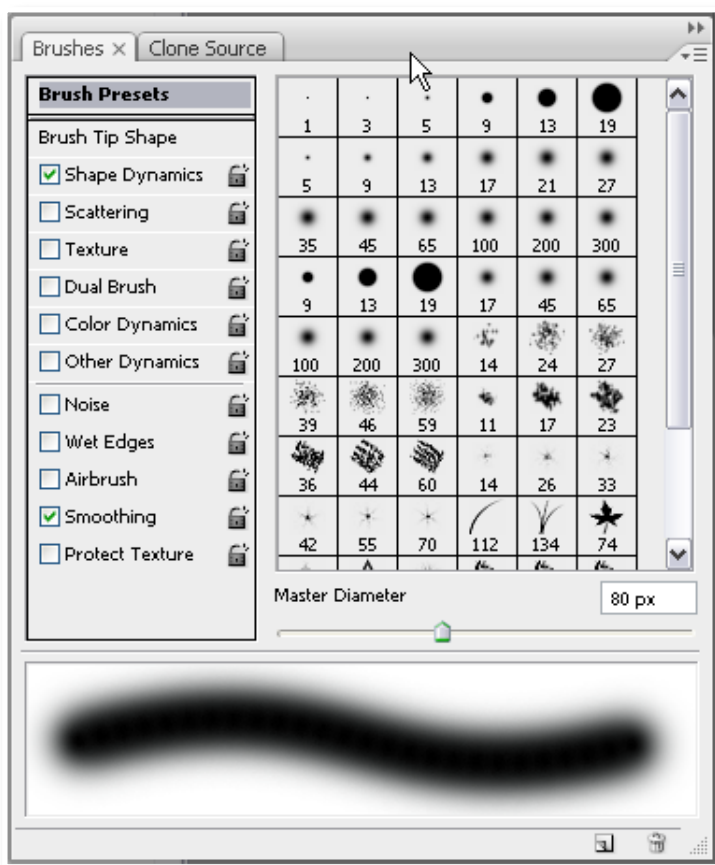 Brushes × Clone Source
Brush Presets
Brush Tip Shape
Shape Dynamics
Scattering
Texture
Dual Brush
Color Dynamics
Other Dynamics
Noise
Wet Edges
Airbrush
Smoothing
Protect Texture
1 3 5 9 13 19
5 9 13 17 21 27
35 45 65 100 200 300
9 13 19 17 45 65
100 200 300 14 24 27
39 46 59 11 17 23
36 44 60 14 26 33
42 55 70 112 134 74
Master Diameter 80 px